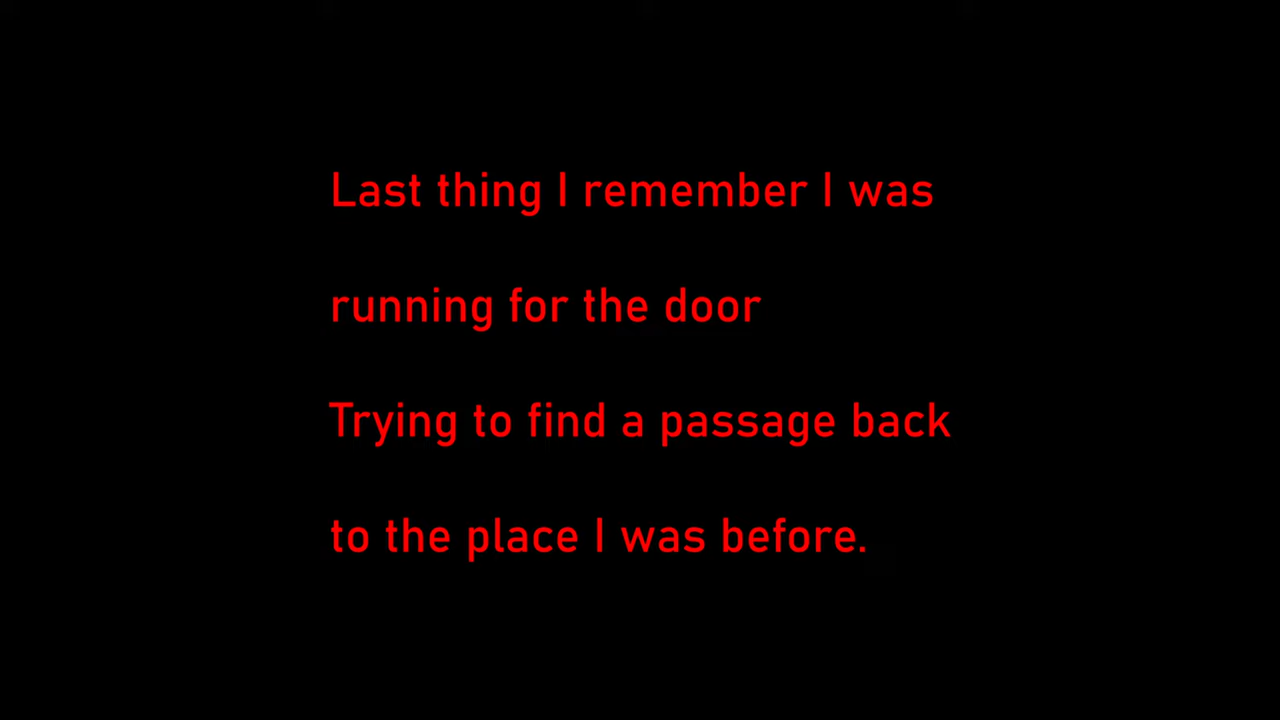 Last thing I remember I was
running for the door
Trying to find a passage back
to the place I was before.